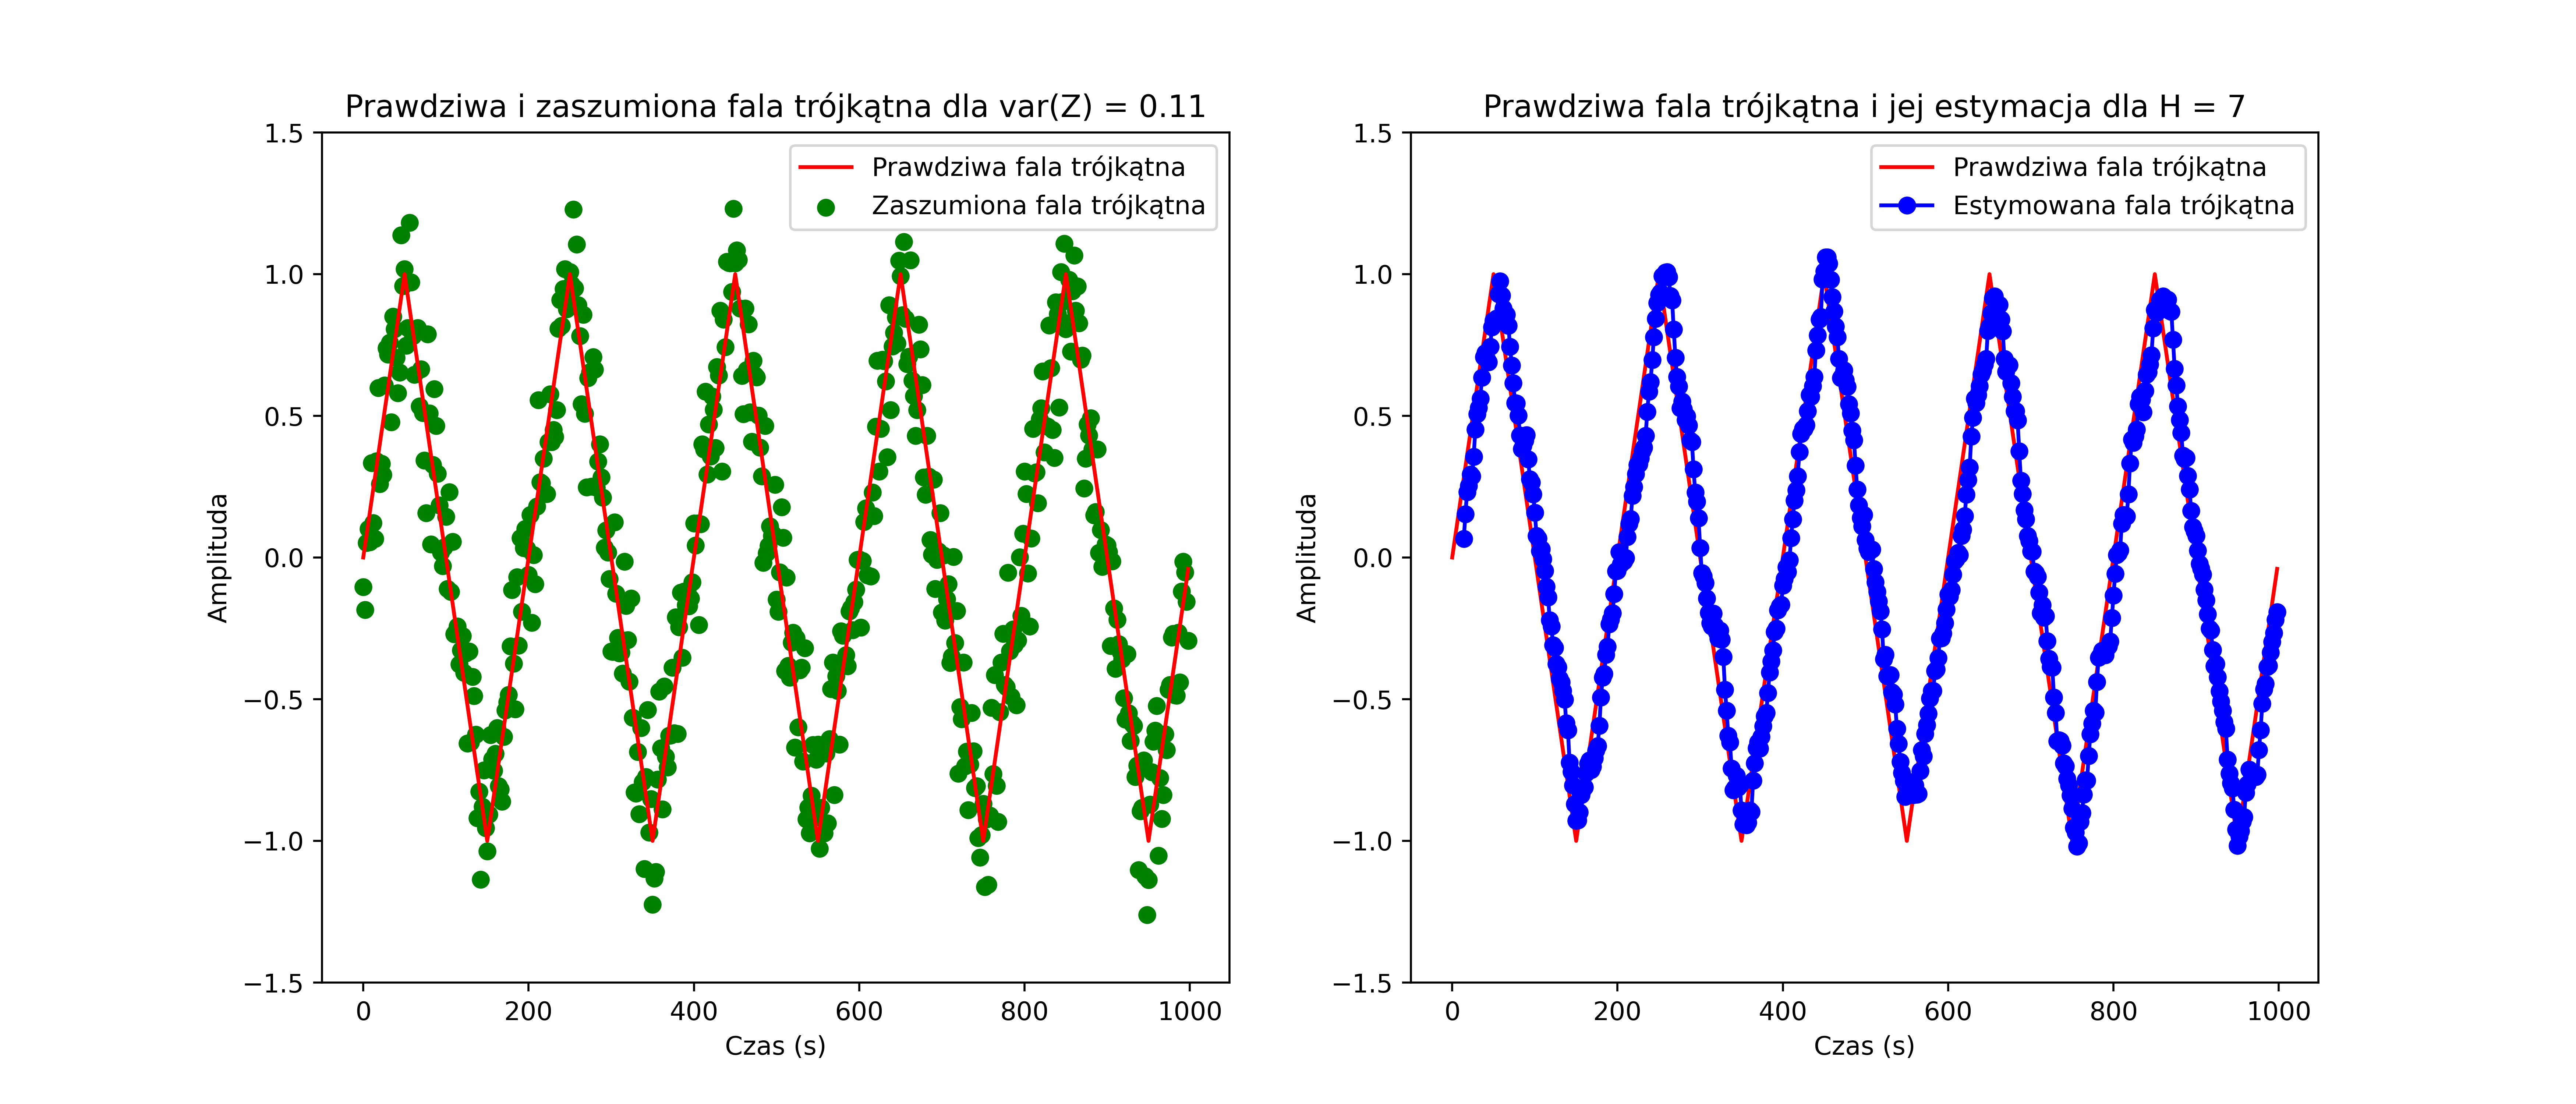 Prawdziwa i zaszumiona fala trójkątna dla var(Z) = 0.11
Prawdziwa fala trójkątna
Zaszumiona fala trójkątna
1.5
1.0
0.5
0.0
−0.5
−1.0
−1.5
Amplituda
0 200 400 600 800 1000
Czas (s)
Prawdziwa fala trójkątna i jej estymacja dla H = 7
Prawdziwa fala trójkątna
Estymowana fala trójkątna
1.5
1.0
0.5
0.0
−0.5
−1.0
−1.5
Amplituda
0 200 400 600 800 1000
Czas (s)